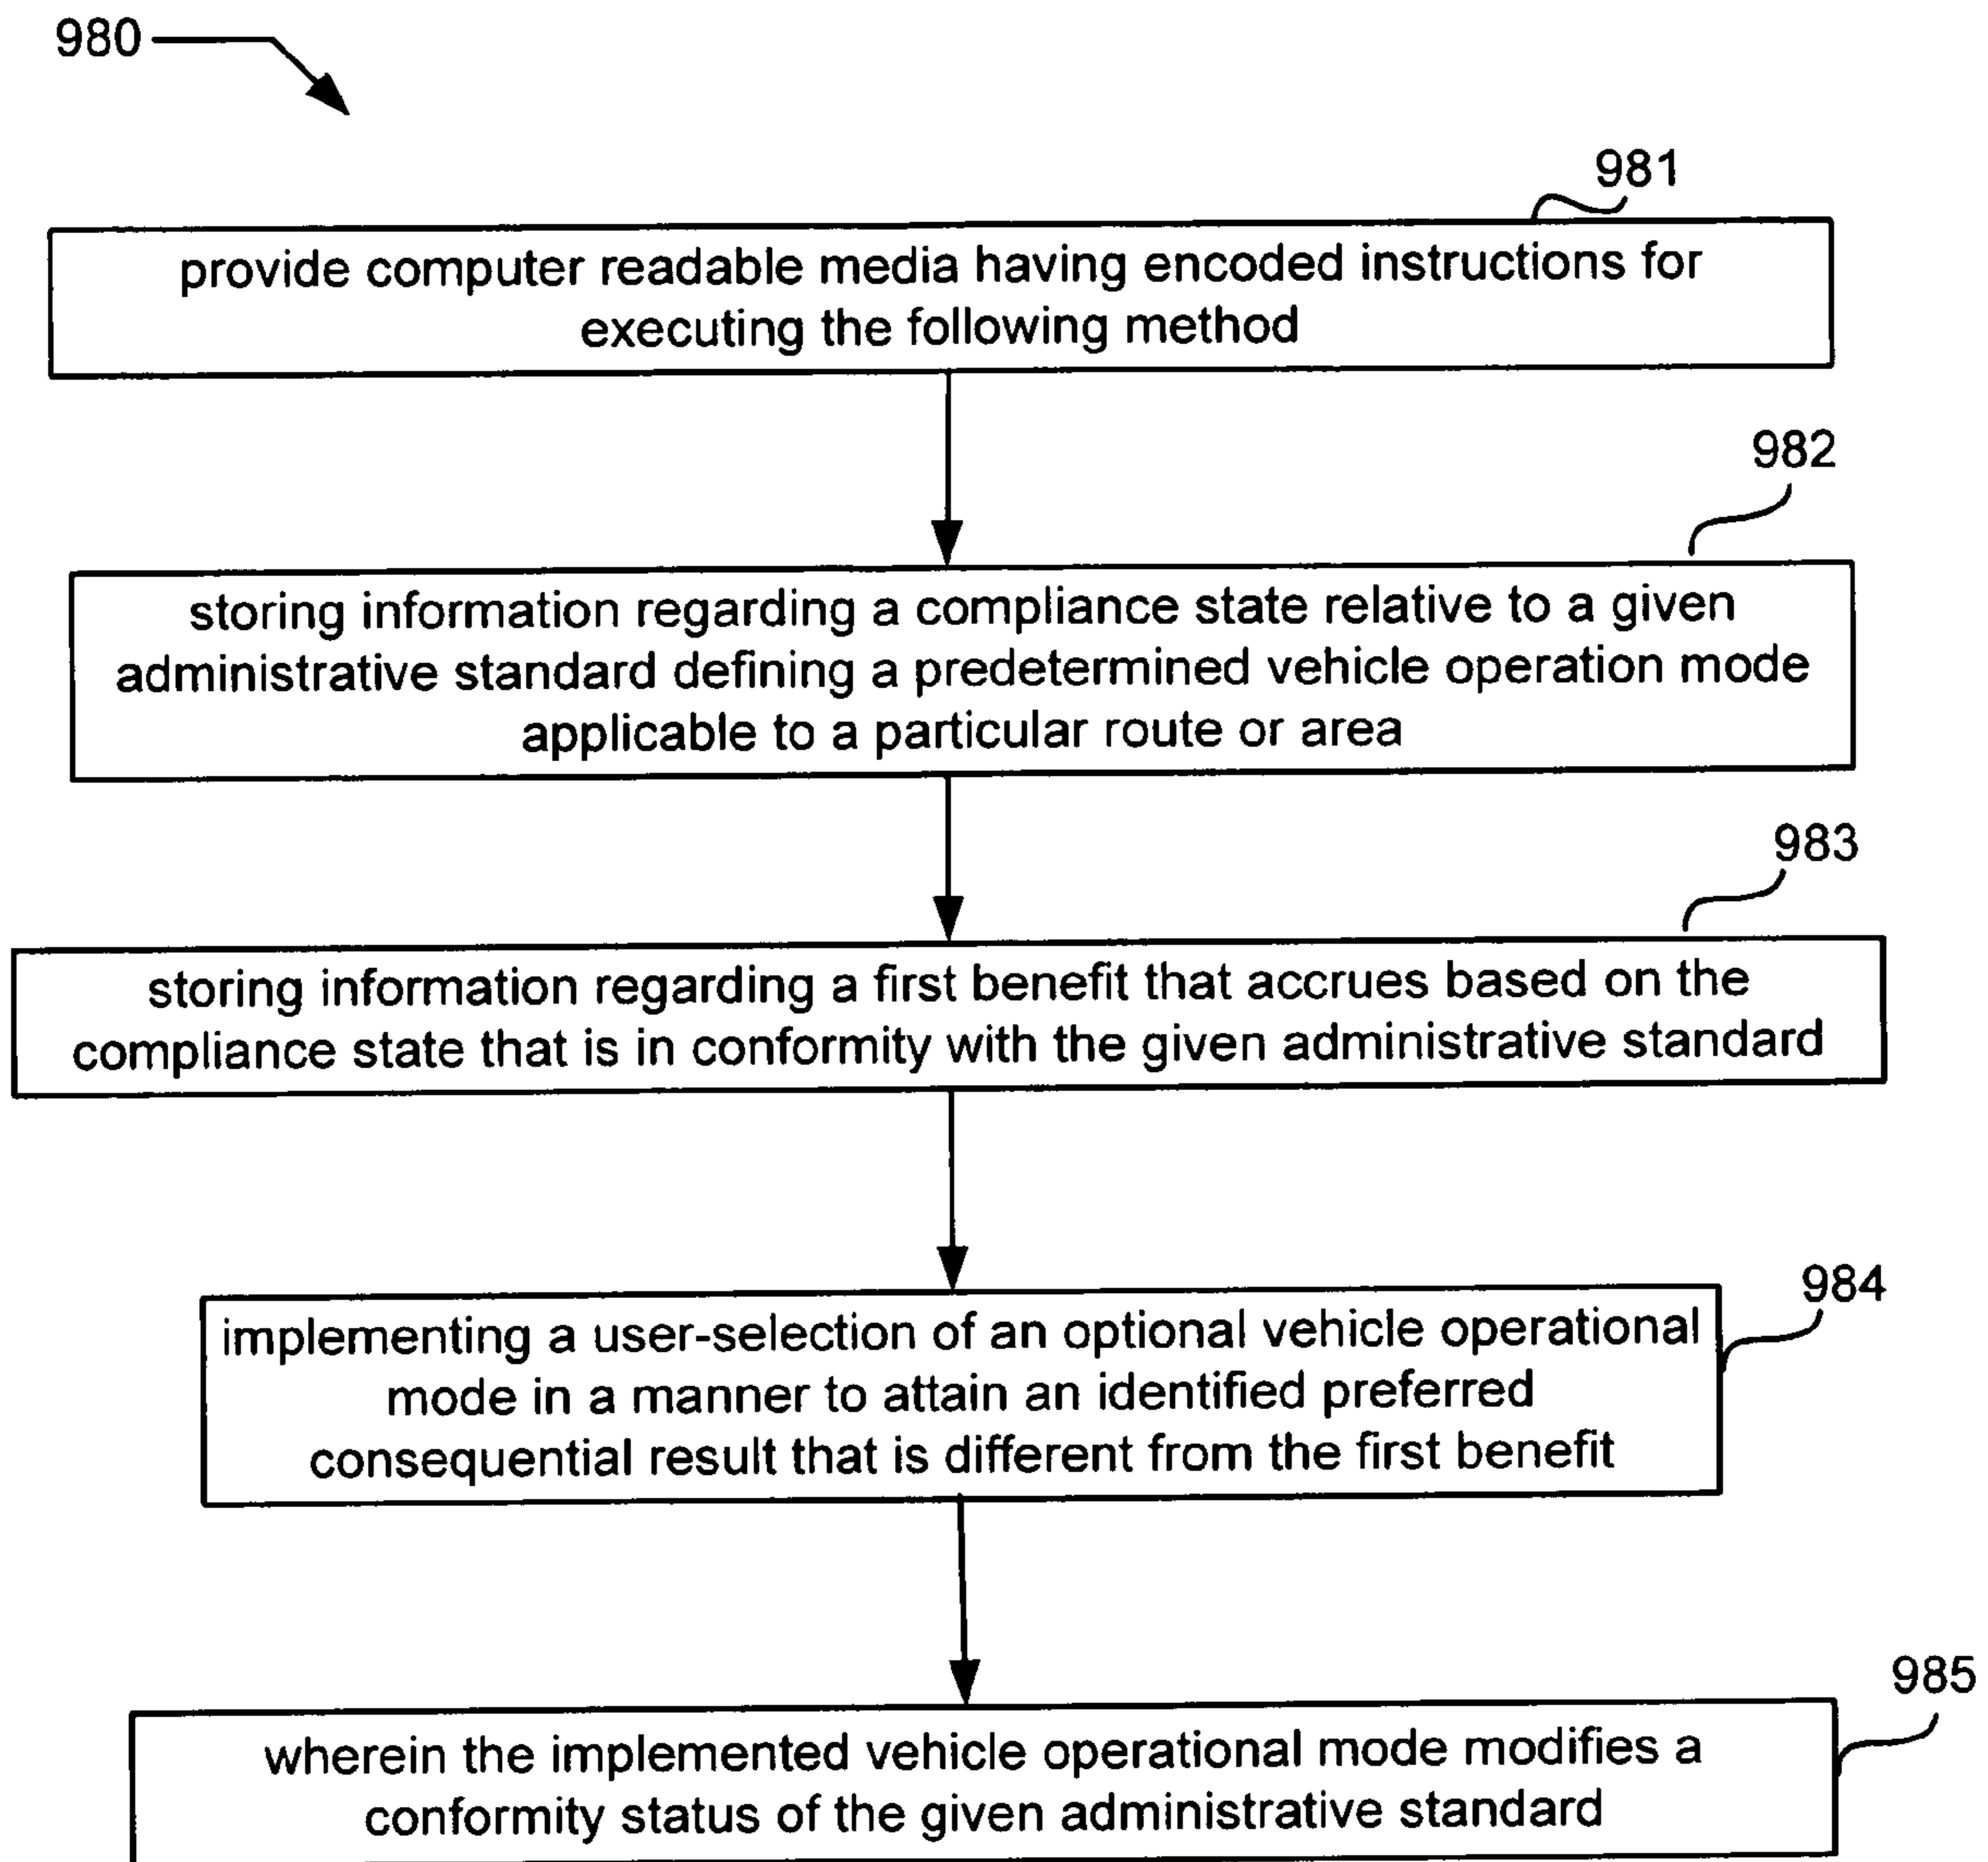 980
981
provide computer readable media having encoded instructions for
executing the following method
982
storing information regarding a compliance state relative to a given
administrative standard defining a predetermined vehicle operation mode
applicable to a particular route or area
983
storing information regarding a first benefit that accrues based on the
compliance state that is in conformity with the given administrative standard
984
implementing a user-selection of an optional vehicle operational
mode in a manner to attain an identified preferred
consequential result that is different from the first benefit
985
wherein the implemented vehicle operational mode modifies a
conformity status of the given administrative standard